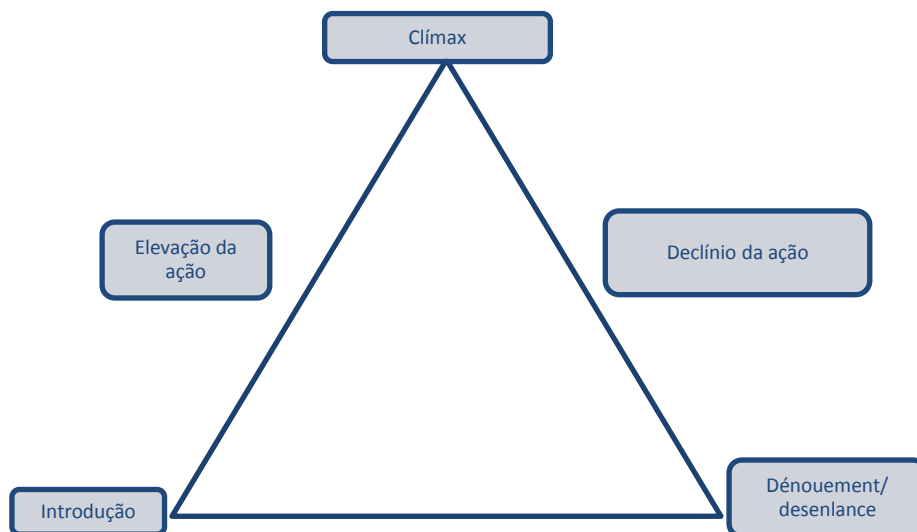 Clímax
Elevação da
ação
Declínio da ação
Introdução
Dénouement/
desenlance